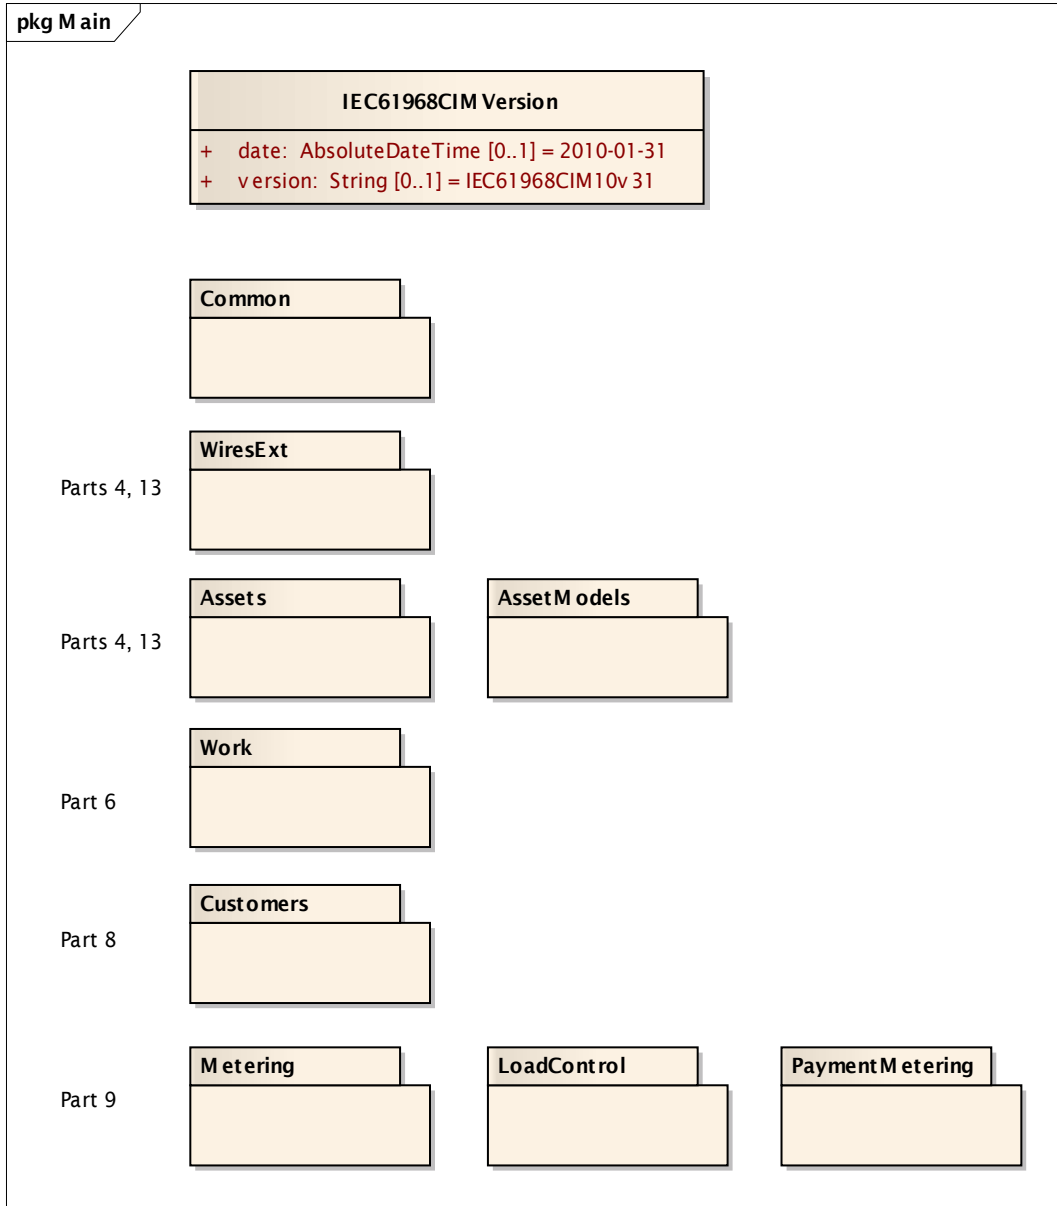 pkg Main
IEC61968CIMVersion
+ date: AbsoluteDateTime [0..1] = 2010-01-31
+ version: String [0..1] = IEC61968CIM10v31
Common
WiresExt
Parts 4, 13
Assets
AssetModels
Parts 4, 13
Work
Part 6
Customers
Part 8
Metering
LoadControl
PaymentMetering
Part 9